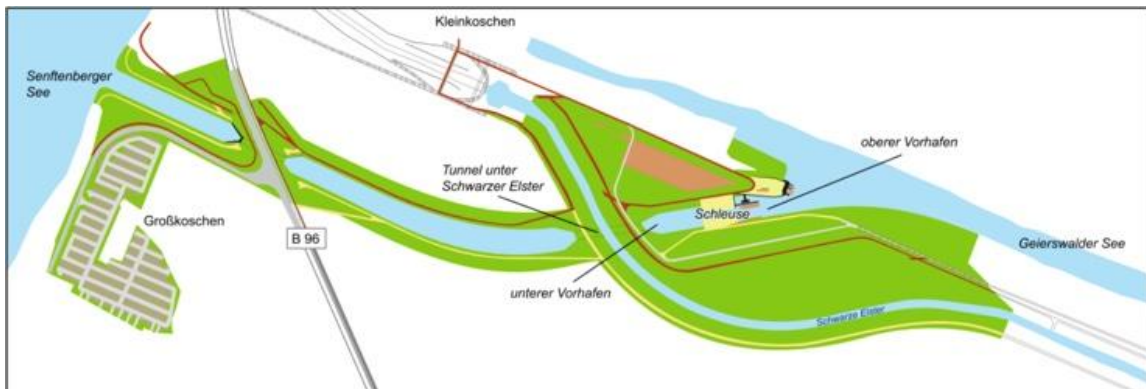 Kleinkoschen
Senftenberger
See
oberer Vorhafen
Tunnel unter
Schwarzer Elster
Schleuse
Großkoschen
B 96
Geierswalder See
unterer Vorhafen
Schwarze Elster